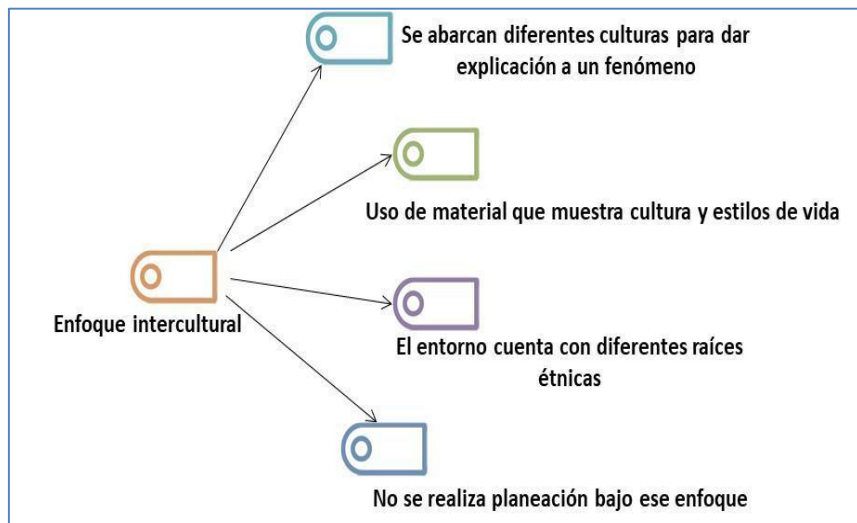 Se abarcan diferentes culturas para dar
explicación a un fenómeno
Uso de material que muestra cultura y estilos de vida
Enfoque intercultural
El entorno cuenta con diferentes raíces
étnicas
No se realiza planeación bajo ese enfoque